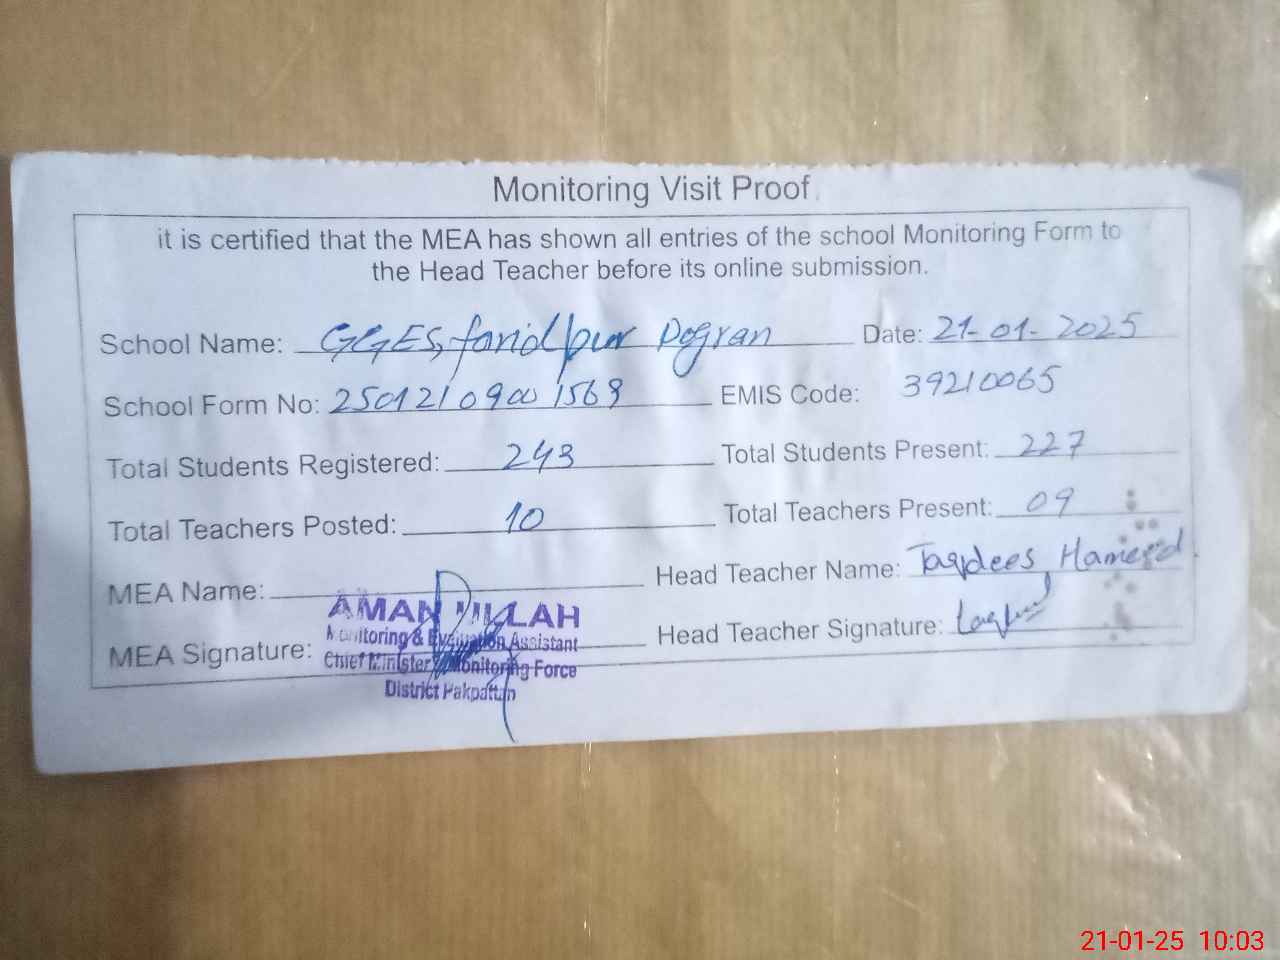 Monitoring Visit Proof
it is certified that the MEA has shown all entries of the school Monitoring Form to
the Head Teacher before its online submission.
School Name: GGES, faridpur Dogran Date: 21-01-2025
School Form No: 2501210900 1569 EMIS Code: 39210065
Total Students Registered: 243 Total Students Present: 227
Total Teachers Posted: 10 Total Teachers Present: 09
MEA Name: Head Teacher Name: Taqdees Hameed
AMAN ULLAH
Monitoring & Evaluation Assistant
MEA Signature: Head Teacher Signature:
Chief Minister's Monitoring Force
District Pakpattan
21-01-25 10:03